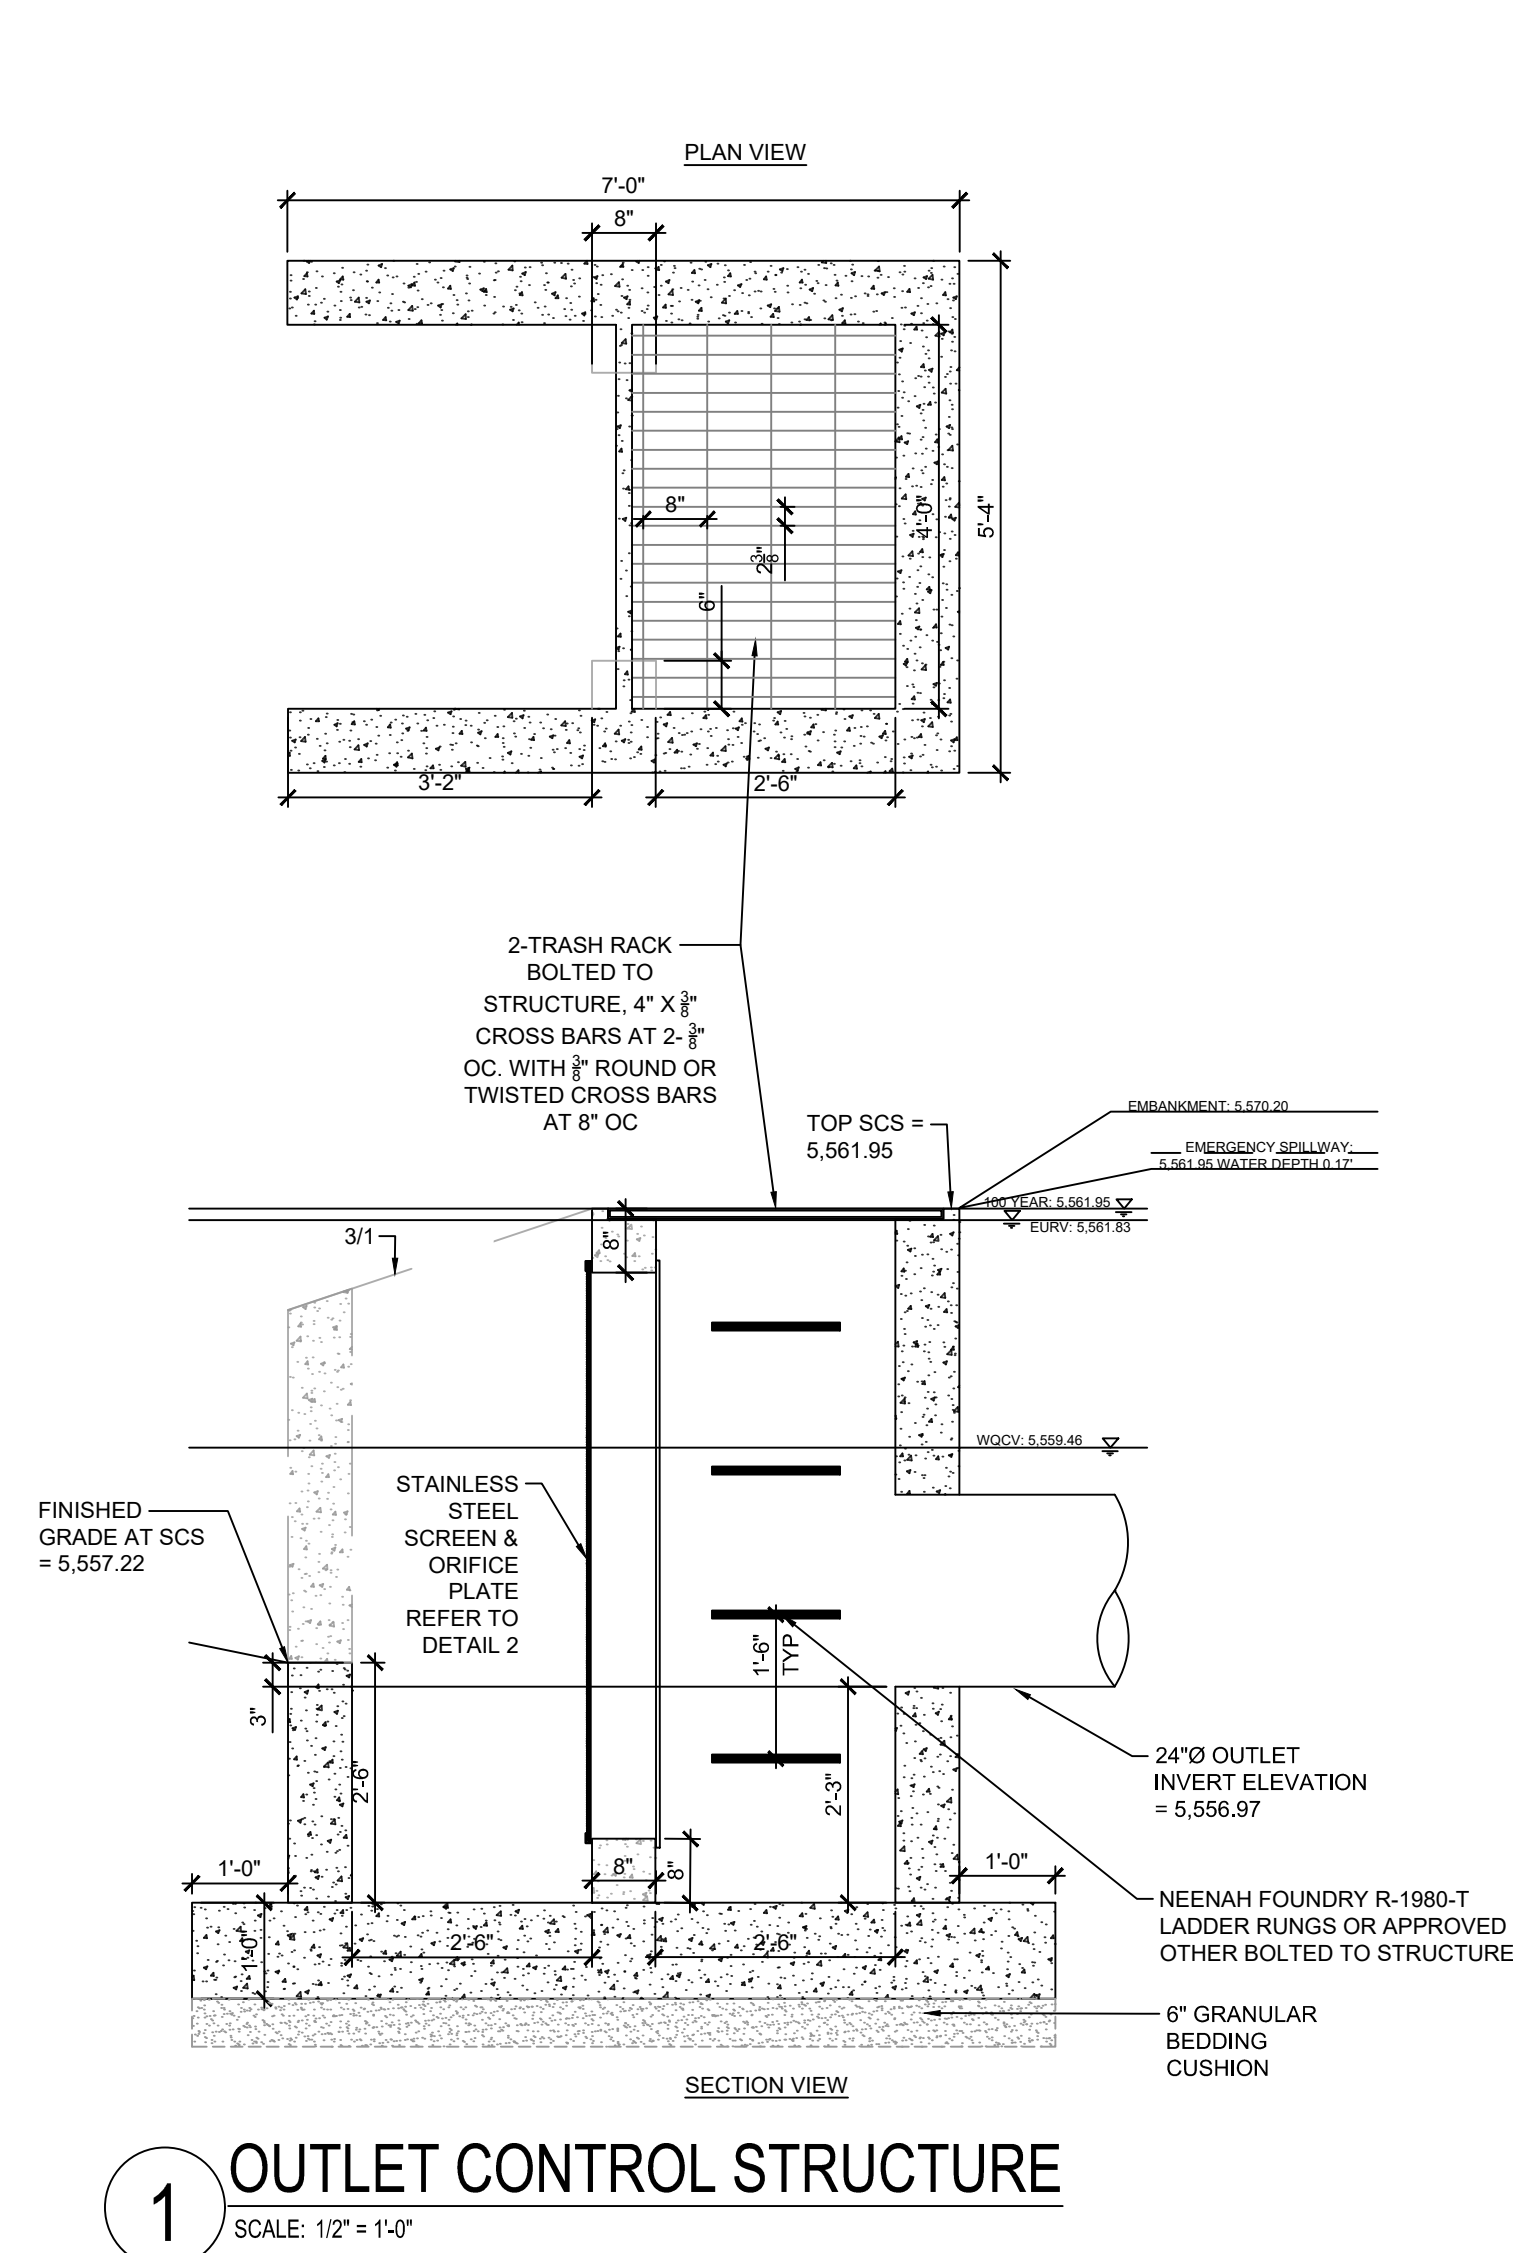 PLAN VIEW
7'-0"
8"
8"
2 3/8"
6"
4'-0"
5'-4"
3'-2"
2'-6"
2-TRASH RACK
BOLTED TO
STRUCTURE, 4" X 3/8"
CROSS BARS AT 2- 3/8"
OC. WITH 3/8" ROUND OR
TWISTED CROSS BARS
AT 8" OC
TOP SCS =
5,561.95
EMBANKMENT: 5,570.20
EMERGENCY SPILLWAY:
5,561.95 WATER DEPTH 0.17'
100 YEAR: 5,561.95
EURV: 5,561.83
3/1
8"
WQCV: 5,559.46
STAINLESS
STEEL
SCREEN &
ORIFICE
PLATE
REFER TO
DETAIL 2
FINISHED
GRADE AT SCS
= 5,557.22
1'-6"
TYP
3"
2'-6"
2'-3"
24"Ø OUTLET
INVERT ELEVATION
= 5,556.97
1'-0"
8"
8"
1'-0"
NEENAH FOUNDRY R-1980-T
LADDER RUNGS OR APPROVED
OTHER BOLTED TO STRUCTURE
1'-0"
2'-6"
2'-6"
6" GRANULAR
BEDDING
CUSHION
SECTION VIEW
1
OUTLET CONTROL STRUCTURE
SCALE: 1/2" = 1'-0"